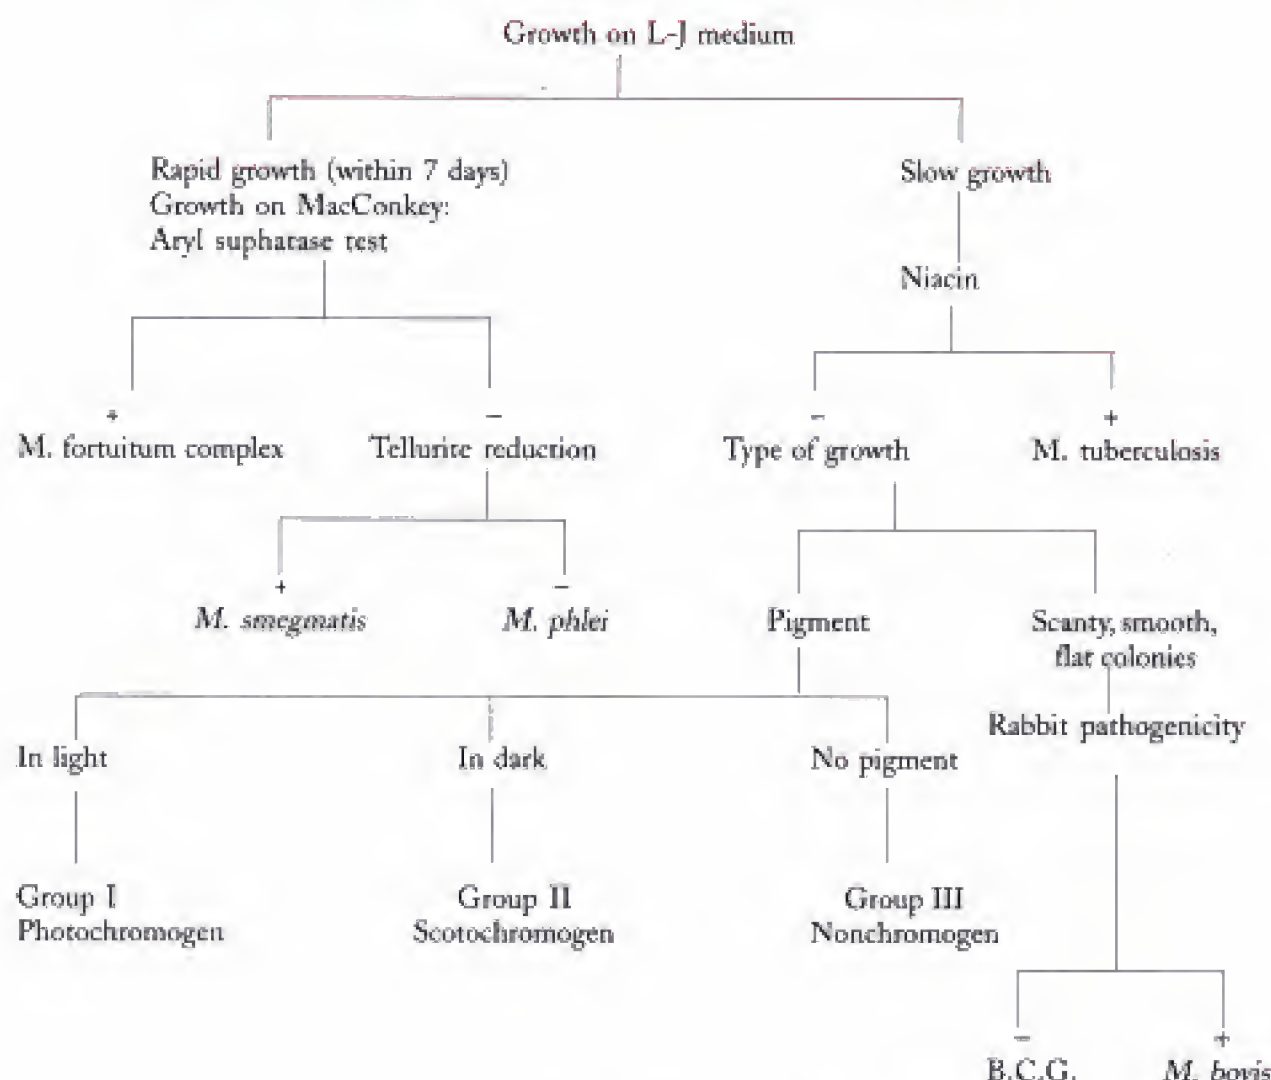 Growth on L-J medium
Rapid growth (within 7 days)
Growth on MacConkey:
Aryl suphatase test
Slow growth
Niacin
+
M. fortuitum complex
−
Tellurite reduction
−
Type of growth
+
M. tuberculosis
+
M. smegmatis
−
M. phlei
Pigment
Scanty, smooth,
flat colonies
Rabbit pathogenicity
In light
In dark
No pigment
Group I
Photochromogen
Group II
Scotochromogen
Group III
Nonchromogen
−
B.C.G.
+
M. bovis